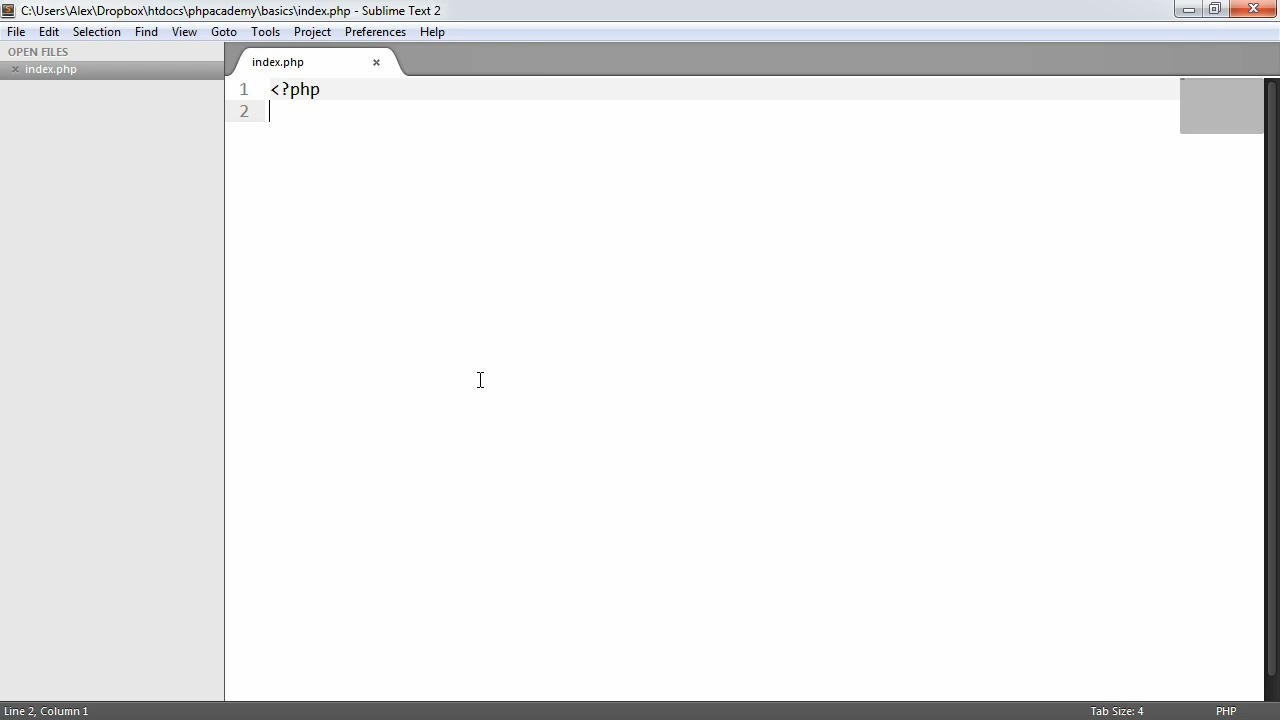 C:\Users\Alex\Dropbox\htdocs\phpacademy\basics\index.php - Sublime Text 2
File Edit Selection Find View Goto Tools Project Preferences Help
OPEN FILES
index.php
index.php
1 <?php
2
Line 2, Column 1
Tab Size: 4
PHP